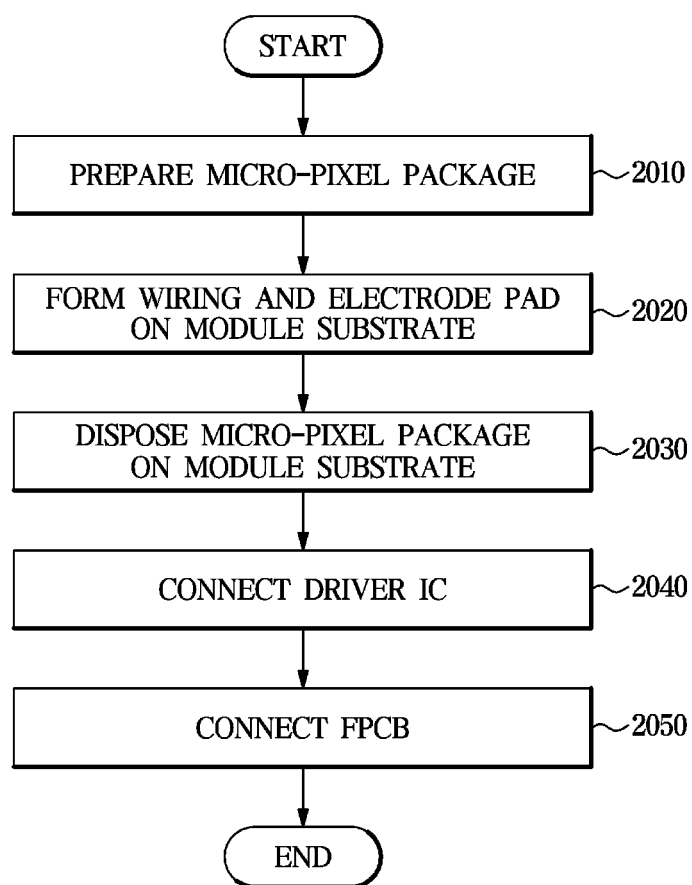 START
PREPARE MICRO-PIXEL PACKAGE
2010
FORM WIRING AND ELECTRODE PAD
ON MODULE SUBSTRATE
2020
DISPOSE MICRO-PIXEL PACKAGE
ON MODULE SUBSTRATE
2030
CONNECT DRIVER IC
2040
CONNECT FPCB
2050
END